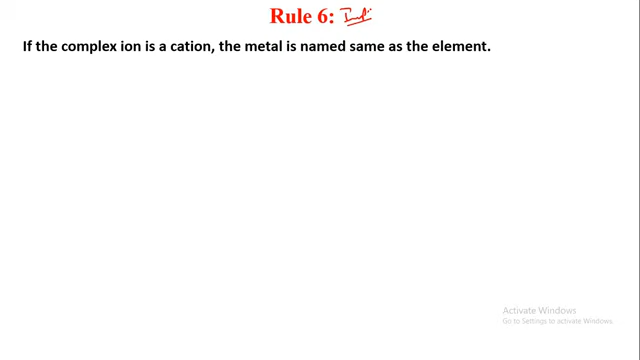 Rule 6: Imp.
If the complex ion is a cation, the metal is named same as the element.
Activate Windows
Go to Settings to activate Windows.